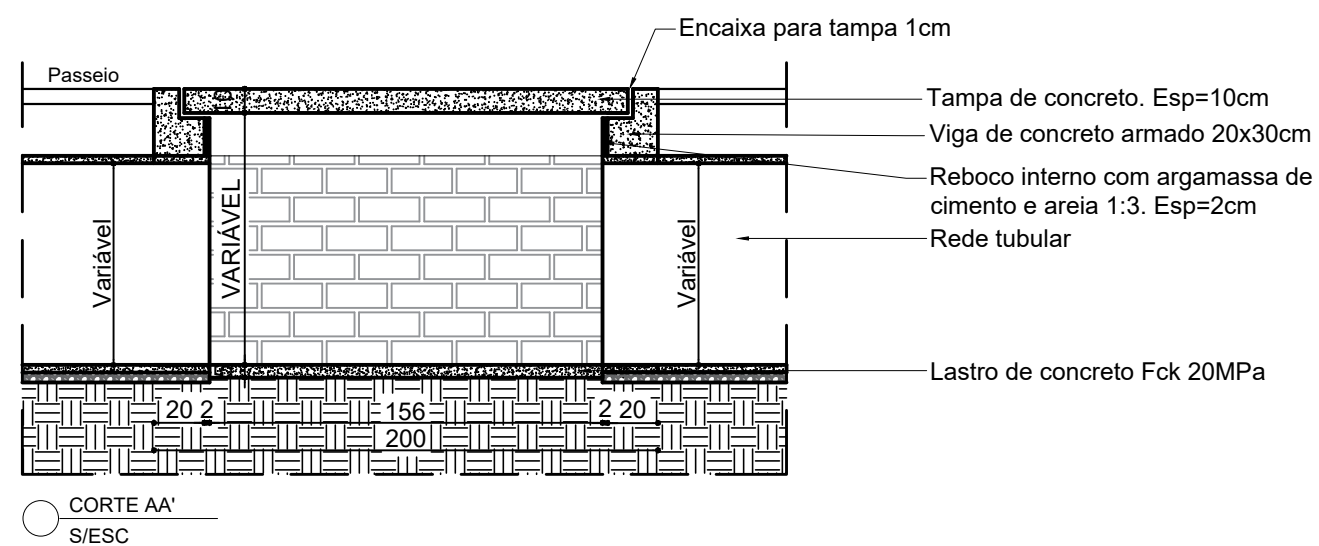 Encaixa para tampa 1cm
Passeio
10
Tampa de concreto. Esp=10cm
Viga de concreto armado 20x30cm
Reboco interno com argamassa de
cimento e areia 1:3. Esp=2cm
Rede tubular
Variável
VARIÁVEL
Variável
Lastro de concreto Fck 20MPa
20 2 156 2 20
200
CORTE AA'
S/ESC